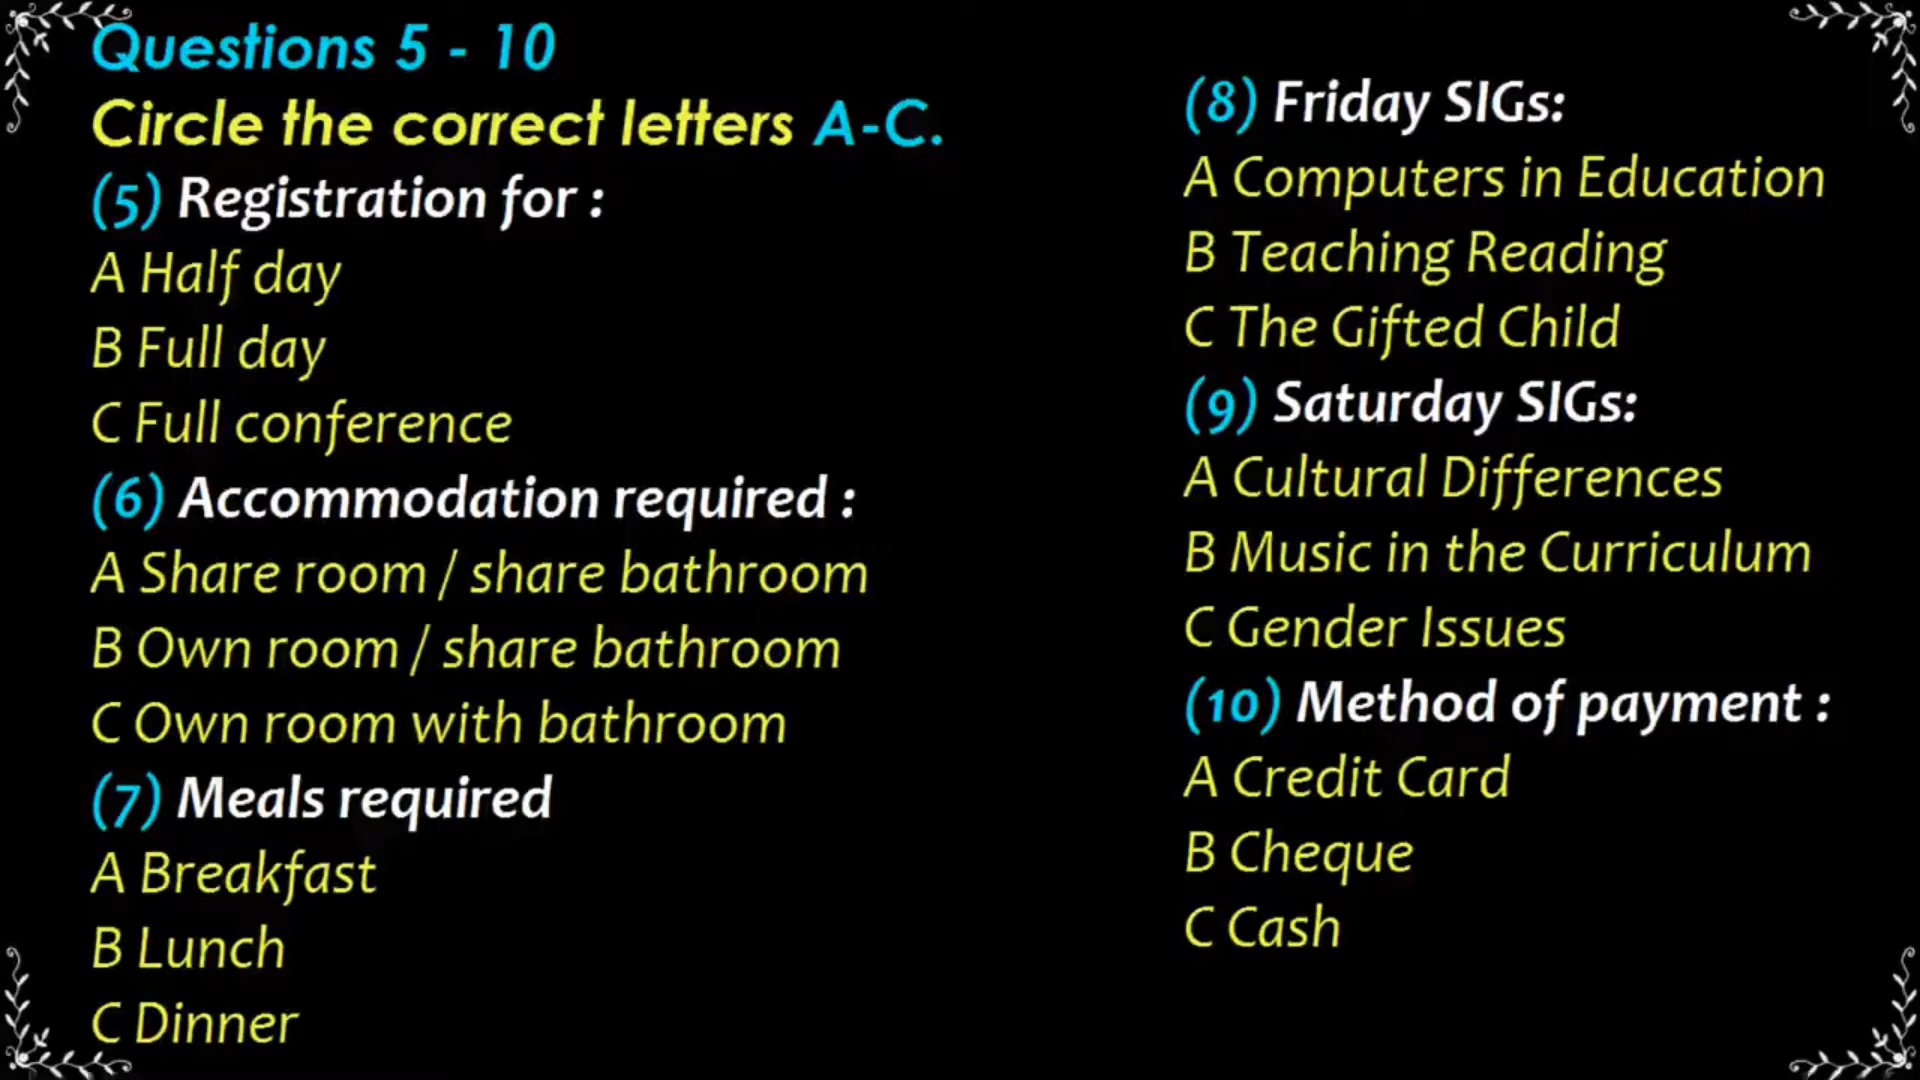 Questions 5 - 10
Circle the correct letters A-C.
(5) Registration for :
A Half day
B Full day
C Full conference
(6) Accommodation required :
A Share room / share bathroom
B Own room / share bathroom
C Own room with bathroom
(7) Meals required
A Breakfast
B Lunch
C Dinner
(8) Friday SIGs:
A Computers in Education
B Teaching Reading
C The Gifted Child
(9) Saturday SIGs:
A Cultural Differences
B Music in the Curriculum
C Gender Issues
(10) Method of payment :
A Credit Card
B Cheque
C Cash